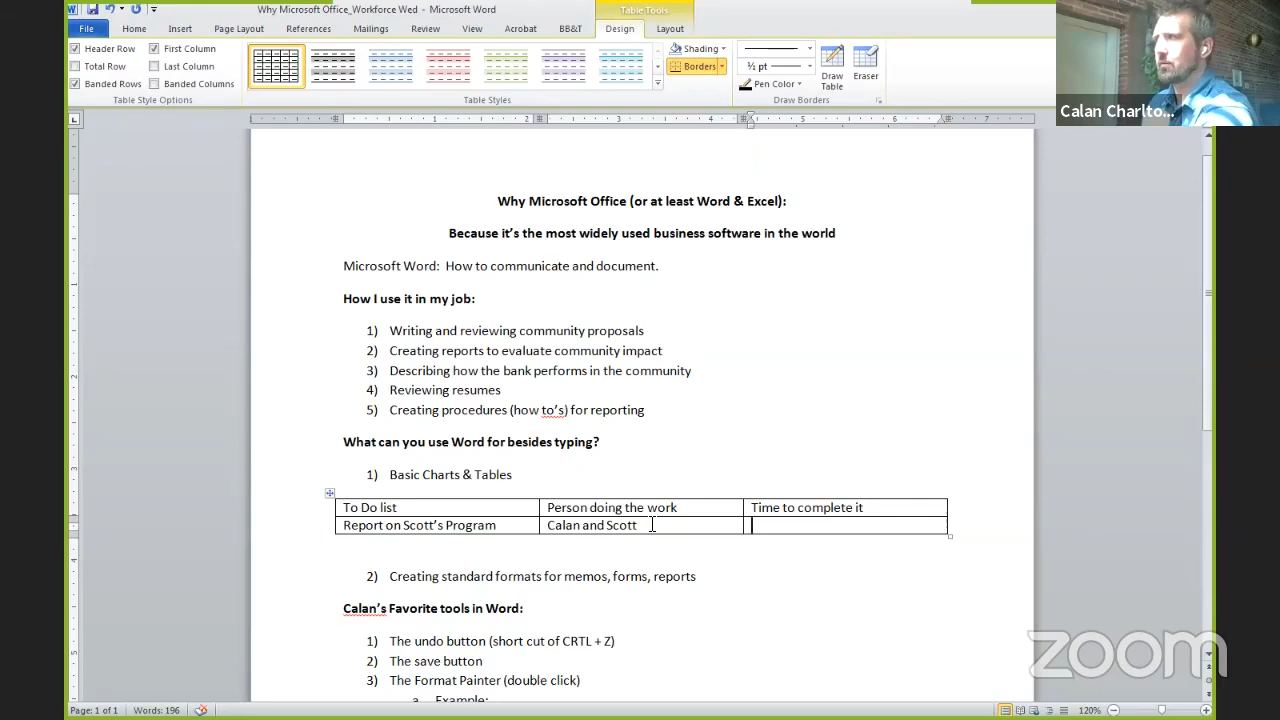 Why Microsoft Office_Workforce Wed - Microsoft Word
Table Tools
File Home Insert Page Layout References Mailings Review View Acrobat BB&T Design Layout
Header Row First Column
Total Row Last Column
Banded Rows Banded Columns
Table Style Options
Table Styles
Shading
Borders
½ pt
Pen Color
Draw Table
Eraser
Draw Borders
Calan Charlto...
Why Microsoft Office (or at least Word & Excel):
Because it's the most widely used business software in the world
Microsoft Word: How to communicate and document.
How I use it in my job:
1) Writing and reviewing community proposals
2) Creating reports to evaluate community impact
3) Describing how the bank performs in the community
4) Reviewing resumes
5) Creating procedures (how to's) for reporting
What can you use Word for besides typing?
1) Basic Charts & Tables
To Do list Person doing the work Time to complete it
Report on Scott's Program Calan and Scott
2) Creating standard formats for memos, forms, reports
Calan's Favorite tools in Word:
1) The undo button (short cut of CRTL + Z)
2) The save button
3) The Format Painter (double click)
a. Example:
zoom
Page: 1 of 1 Words: 196 120%